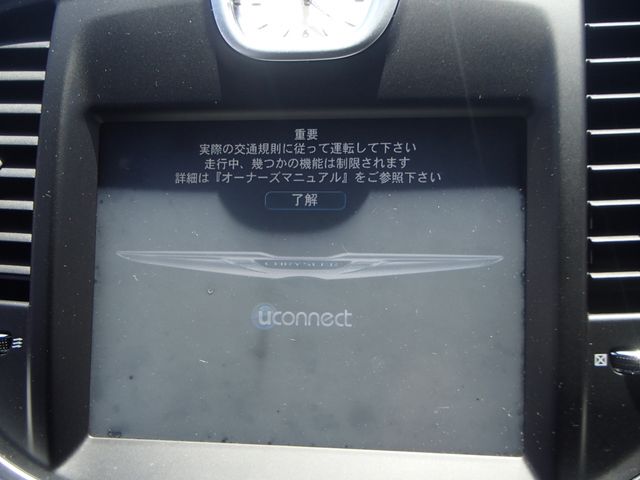 重要
実際の交通規則に従って運転して下さい
走行中、幾つかの機能は制限されます
詳細は『オーナーズマニュアル』をご参照下さい
了解
CHRYSLER
uconnect